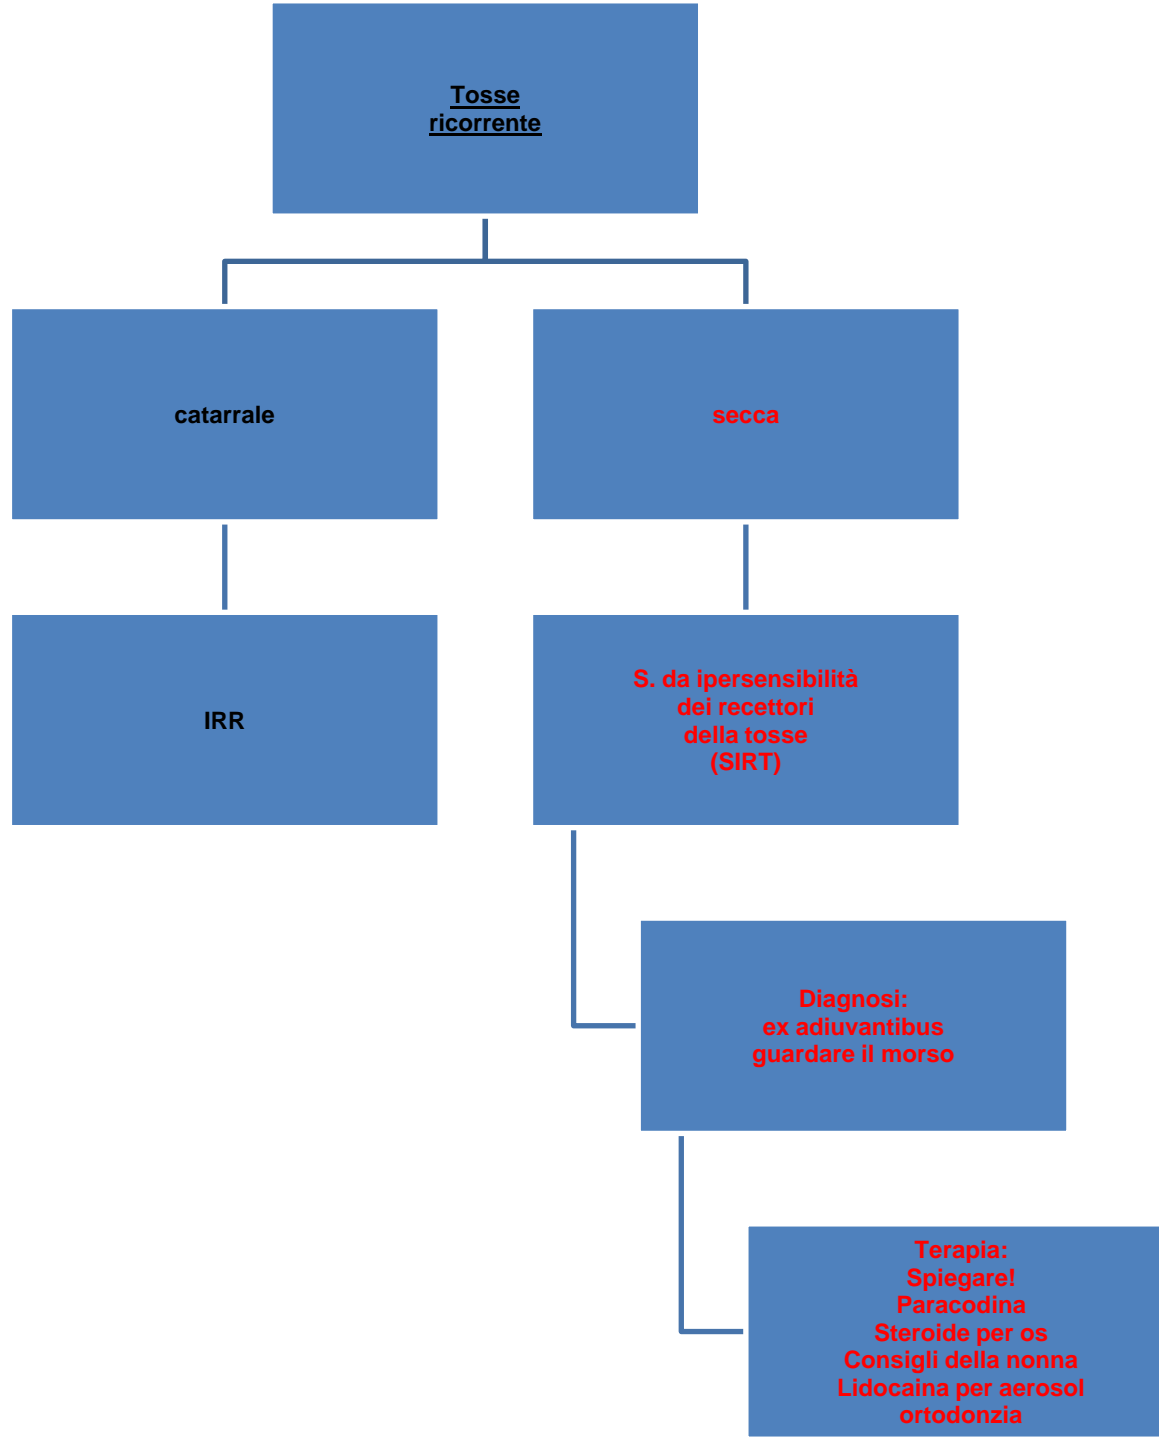 Tosse
ricorrente
catarrale
secca
IRR
S. da ipersensibilità
dei recettori
della tosse
(SIRT)
Diagnosi:
ex adiuvantibus
guardare il morso
Terapia:
Spiegare!
Paracodina
Steroide per os
Consigli della nonna
Lidocaina per aerosol
ortodonzia